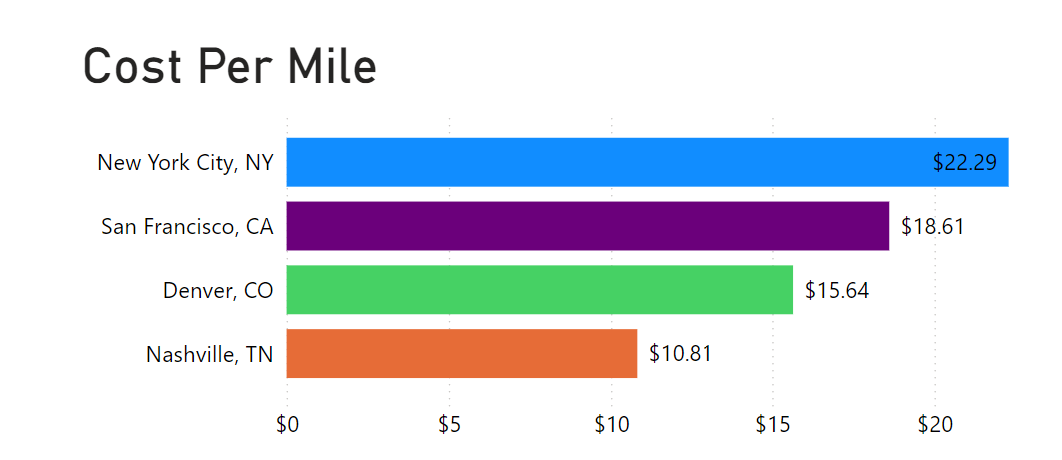 Cost Per Mile
New York City, NY $22.29
San Francisco, CA $18.61
Denver, CO $15.64
Nashville, TN $10.81
$0 $5 $10 $15 $20